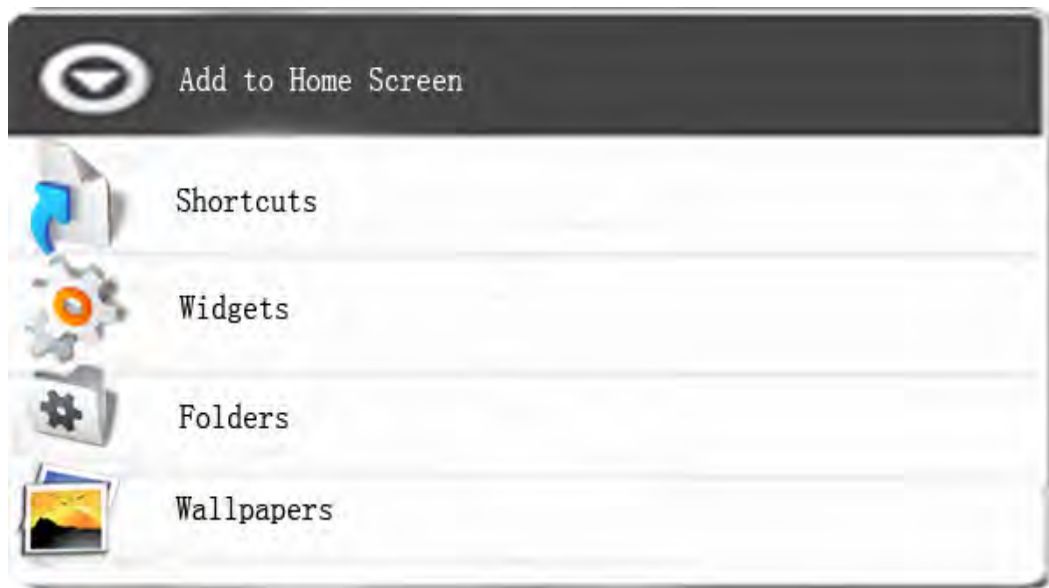 Add to Home Screen
Shortcuts
Widgets
Folders
Wallpapers